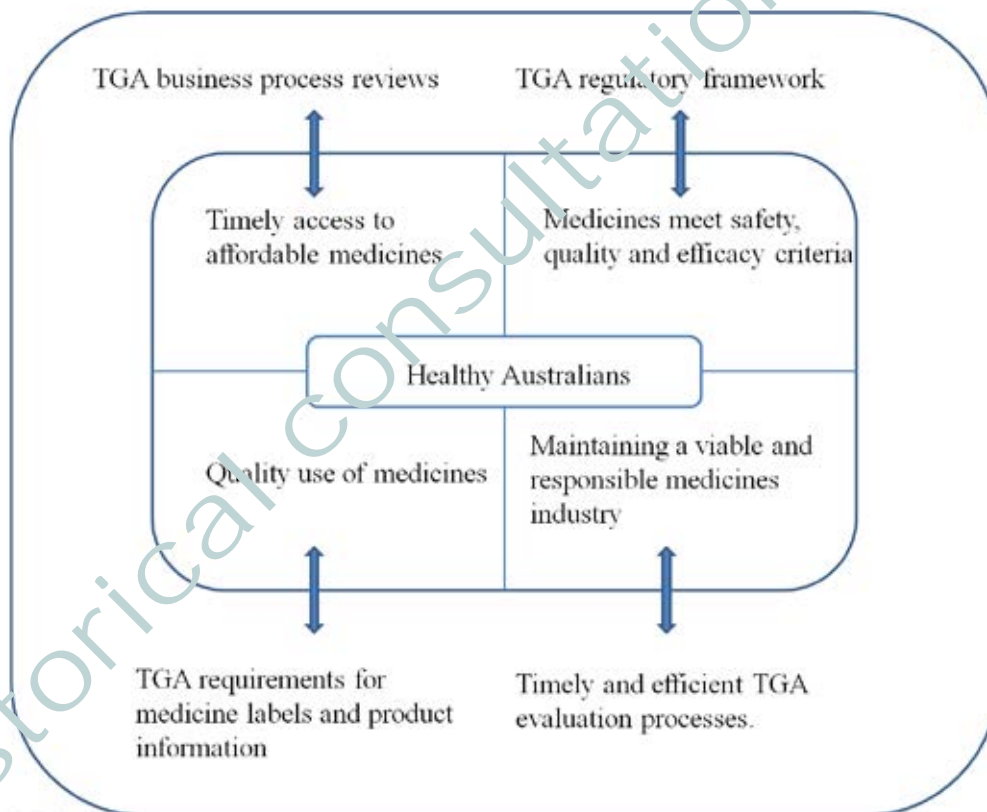 TGA business process reviews
TGA regulatory framework
Timely access to
affordable medicines
Medicines meet safety,
quality and efficacy criteria
Healthy Australians
Quality use of medicines
Maintaining a viable and
responsible medicines
industry
TGA requirements for
medicine labels and product
information
Timely and efficient TGA
evaluation processes.
storical consultation